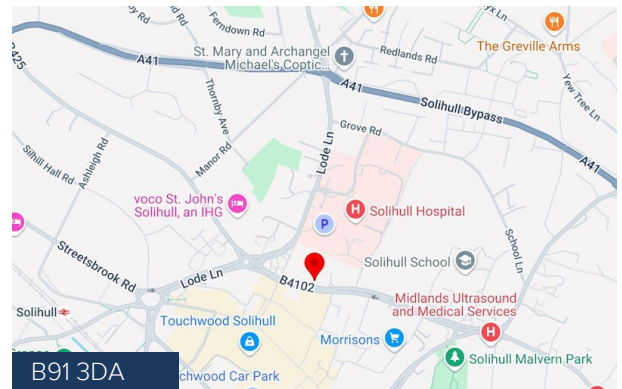 B425
Ferndown Rd
yx Ln
The Greville Arms
St. Mary and Archangel
Michael's Coptic...
Redlands Rd
A41
A41
Yew Tree Ln
Thornby Ave
Solihull Bypass
Ashleigh Rd
Manor Rd
Lode Ln
Grove Rd
A41
Silhill Hall Rd
voco St. John's
Solihull, an IHG
P
H
Solihull Hospital
School Ln
Solihull School
Streetsbrook Rd
Lode Ln
B4102
Midlands Ultrasound
and Medical Services
Solihull
Touchwood Solihull
Morrisons
H
Solihull Malvern Park
B91 3DA
chwood Car Park